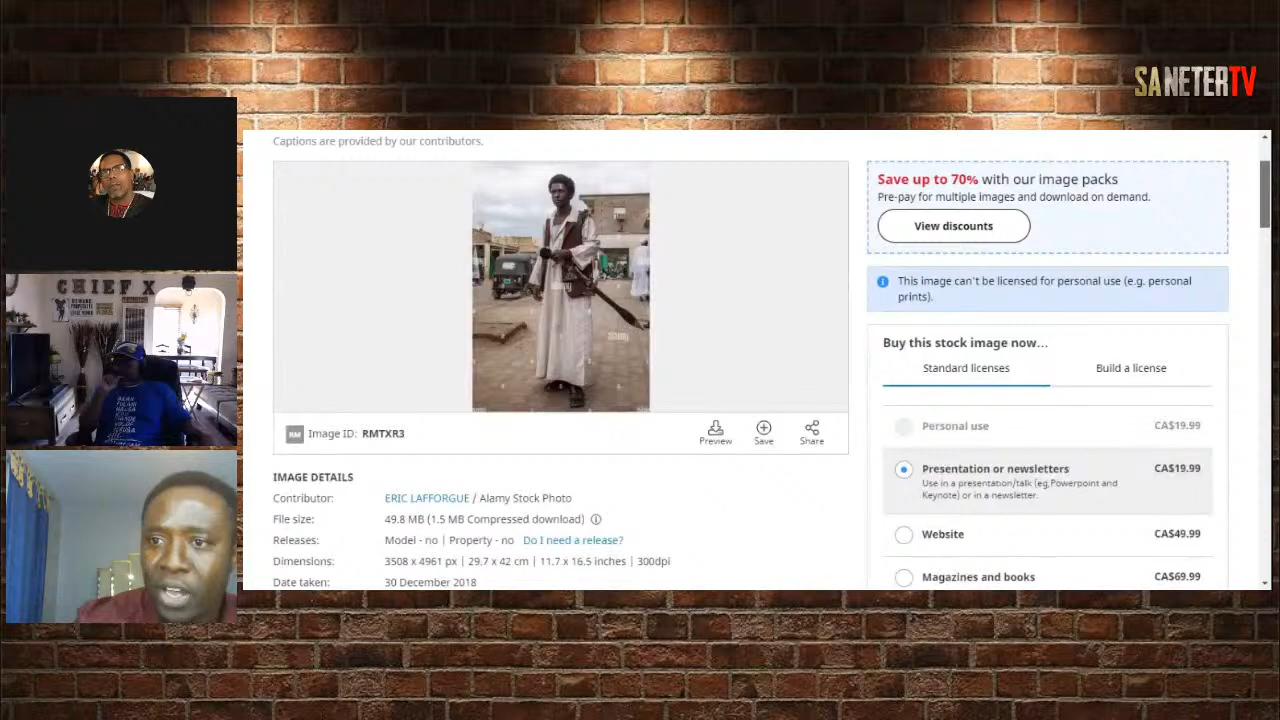 SANETERTV
Captions are provided by our contributors.
Save up to 70% with our image packs
Pre-pay for multiple images and download on demand.
View discounts
This image can't be licensed for personal use (e.g. personal
prints).
CHIEF X
alamy
Buy this stock image now...
Standard licenses
Build a license
RM Image ID: RMTXR3
Preview
Save
Share
Personal use CA$19.99
Presentation or newsletters CA$19.99
Use in a presentation/talk (eg,Powerpoint and
Keynote) or in a newsletter.
IMAGE DETAILS
Contributor: ERIC LAFFORGUE / Alamy Stock Photo
File size: 49.8 MB (1.5 MB Compressed download)
Releases: Model - no | Property - no Do I need a release?
Dimensions: 3508 x 4961 px | 29.7 x 42 cm | 11.7 x 16.5 inches | 300dpi
Date taken: 30 December 2018
Website CA$49.99
Magazines and books CA$69.99